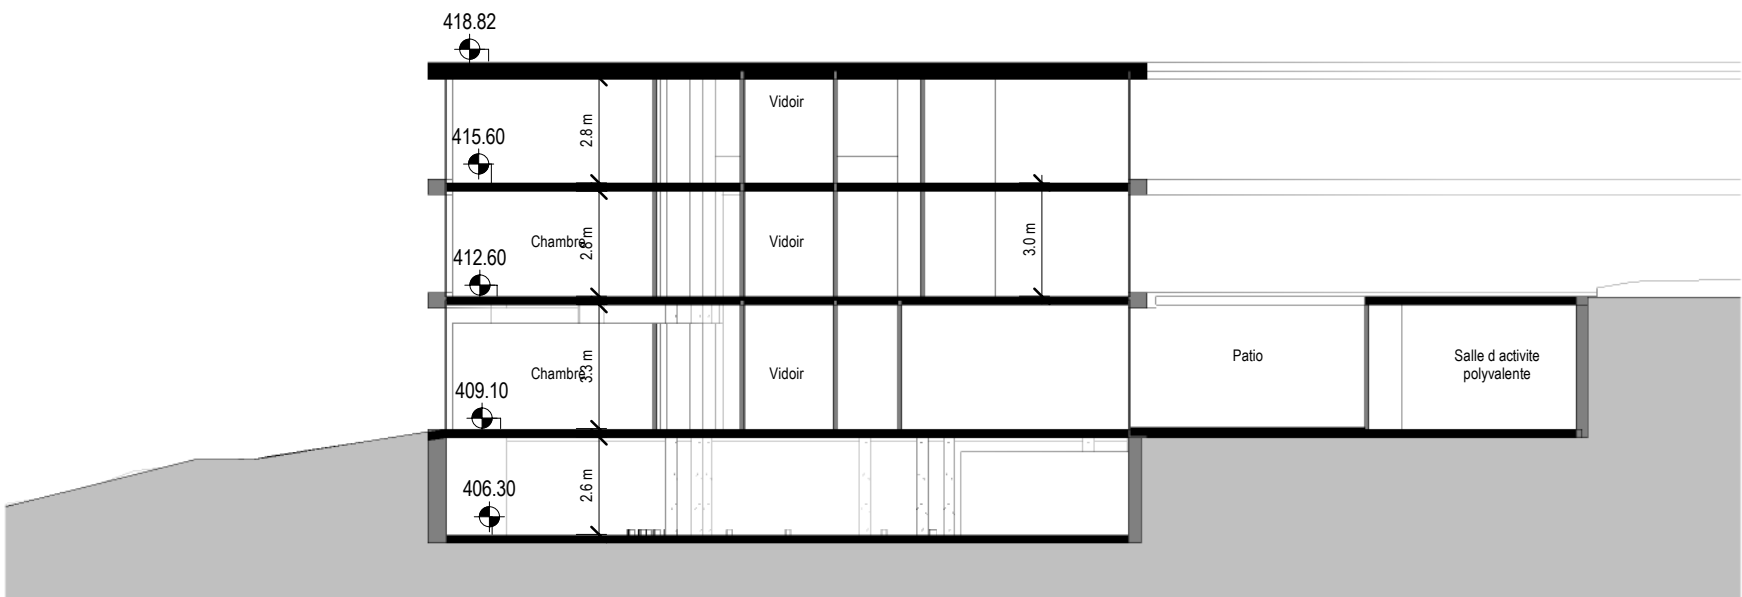 418.82
Vidoir
2.8 m
415.60
Chambre
2.8 m
Vidoir
3.0 m
412.60
Chambre
3.3 m
Vidoir
Patio
Salle d activite
polyvalente
409.10
406.30
2.6 m